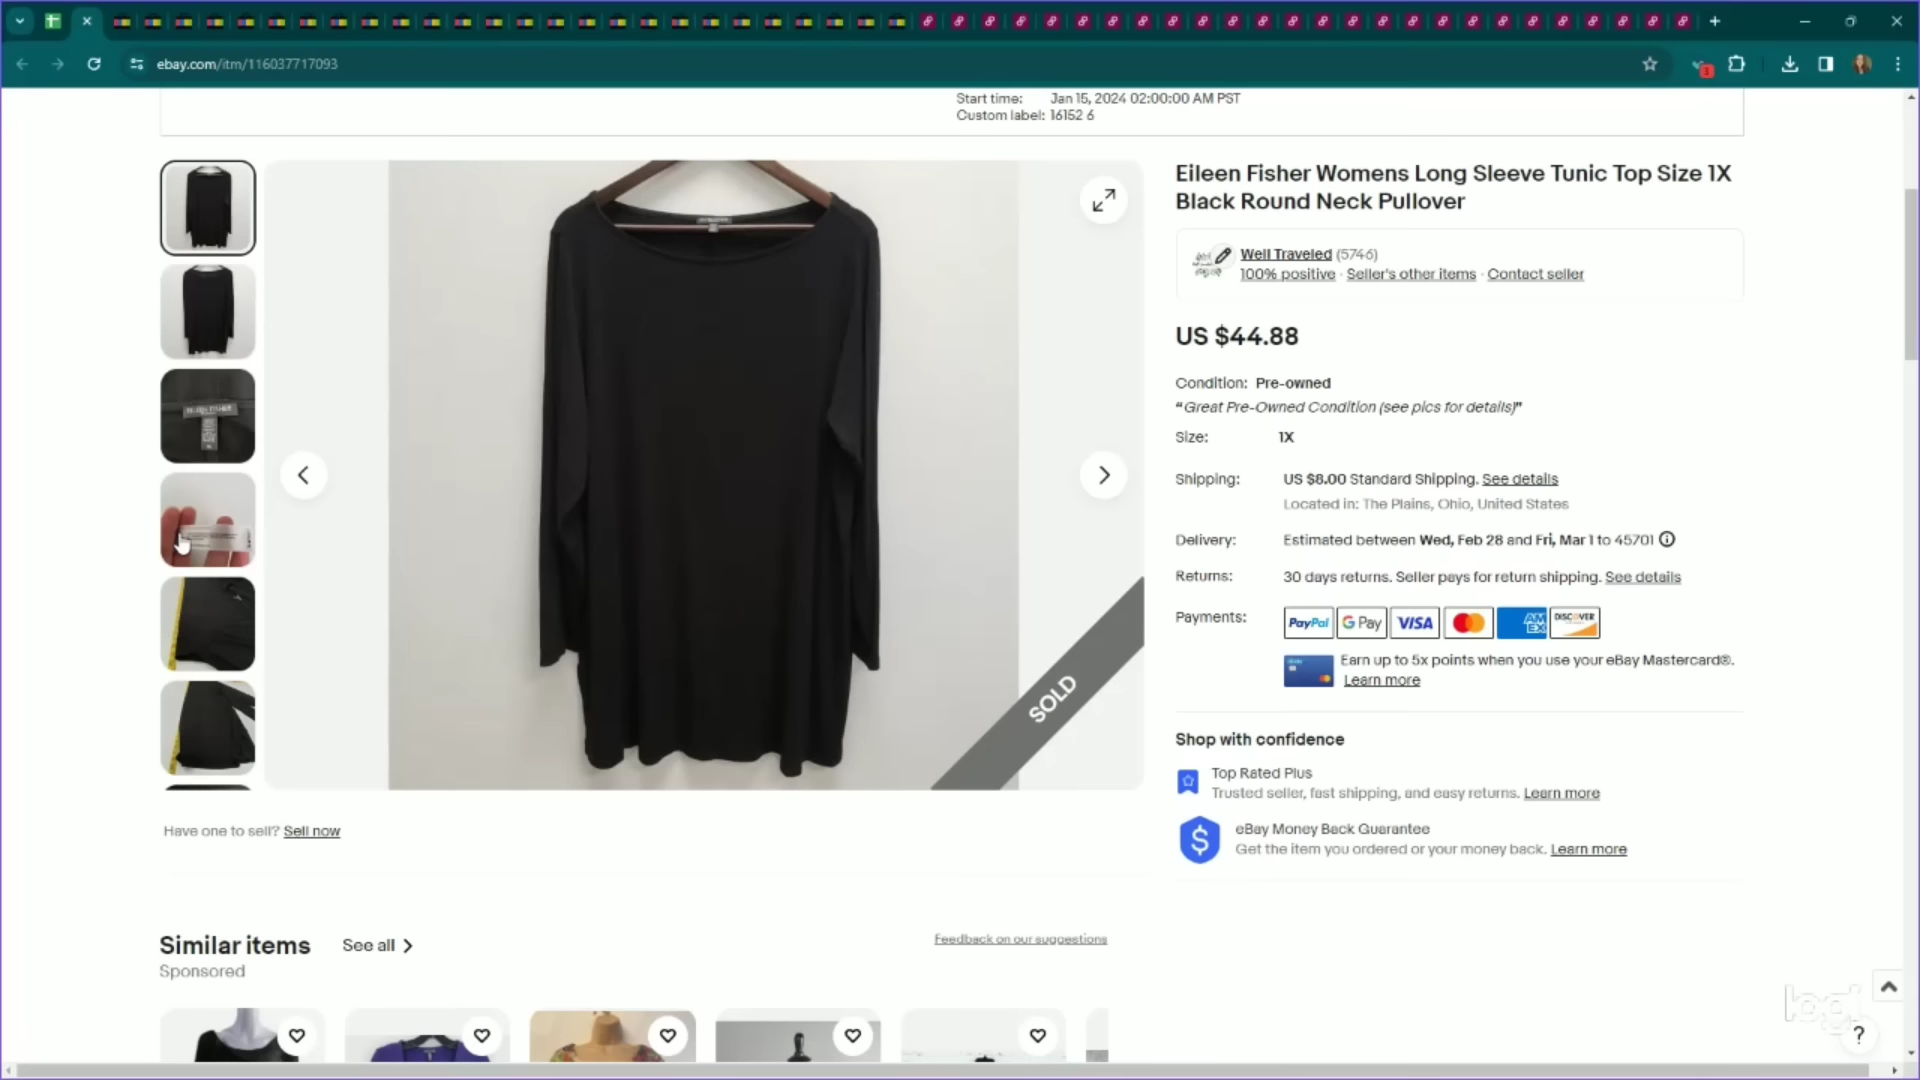 ebay.com/itm/116037717093
3
Start time: Jan 15, 2024 02:00:00 AM PST
Custom label: 16152 6
Eileen Fisher Womens Long Sleeve Tunic Top Size 1X
Black Round Neck Pullover
Well Traveled (5746)
100% positive · Seller's other items · Contact seller
US $44.88
Condition: Pre-owned
“Great Pre-Owned Condition (see pics for details)”
Size: 1X
Shipping: US $8.00 Standard Shipping. See details
Located in: The Plains, Ohio, United States
Delivery: Estimated between Wed, Feb 28 and Fri, Mar 1 to 45701
Returns: 30 days returns. Seller pays for return shipping. See details
Payments: PayPal G Pay VISA AM EX DISCOVER
Earn up to 5x points when you use your eBay Mastercard®.
Learn more
SOLD
Shop with confidence
Top Rated Plus
Trusted seller, fast shipping, and easy returns. Learn more
eBay Money Back Guarantee
Get the item you ordered or your money back. Learn more
Have one to sell? Sell now
Similar items See all
Sponsored
Feedback on our suggestions
logi
?